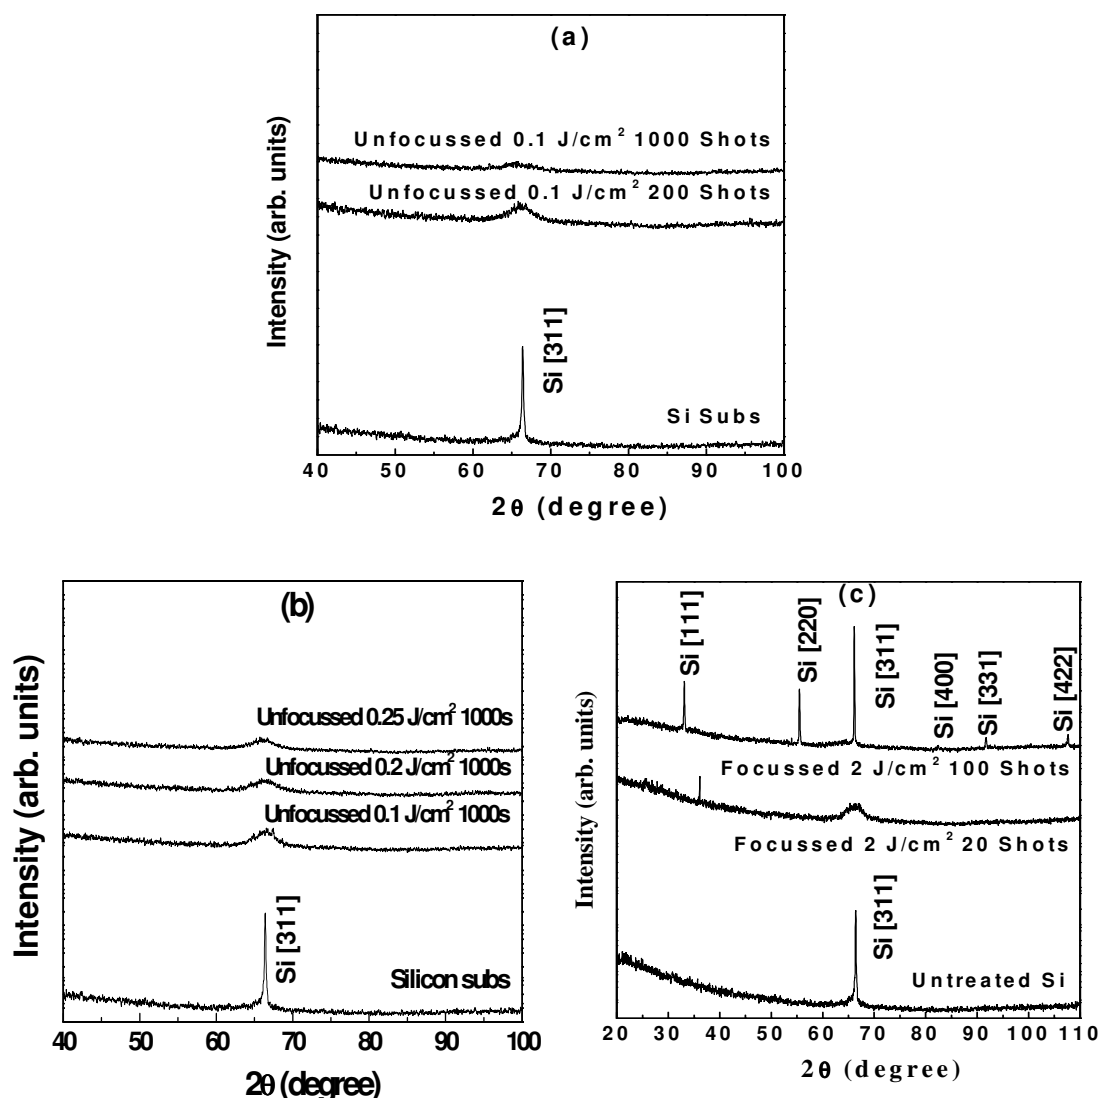 (a)
Unfocussed 0.1 J/cm² 1000 Shots
Unfocussed 0.1 J/cm² 200 Shots
Si [311]
Si Subs
Intensity (arb. units)
40 50 60 70 80 90 100
2θ (degree)
(b)
Unfocussed 0.25 J/cm² 1000s
Unfocussed 0.2 J/cm² 1000s
Unfocussed 0.1 J/cm² 1000s
Si [311]
Silicon subs
Intensity (arb. units)
40 50 60 70 80 90 100
2θ (degree)
(c)
Si [111]
Si [220]
Si [311]
Si [400]
Si [331]
Si [422]
Focussed 2 J/cm² 100 Shots
Focussed 2 J/cm² 20 Shots
Si [311]
Untreated Si
Intensity (arb. units)
20 30 40 50 60 70 80 90 100 110
2θ (degree)